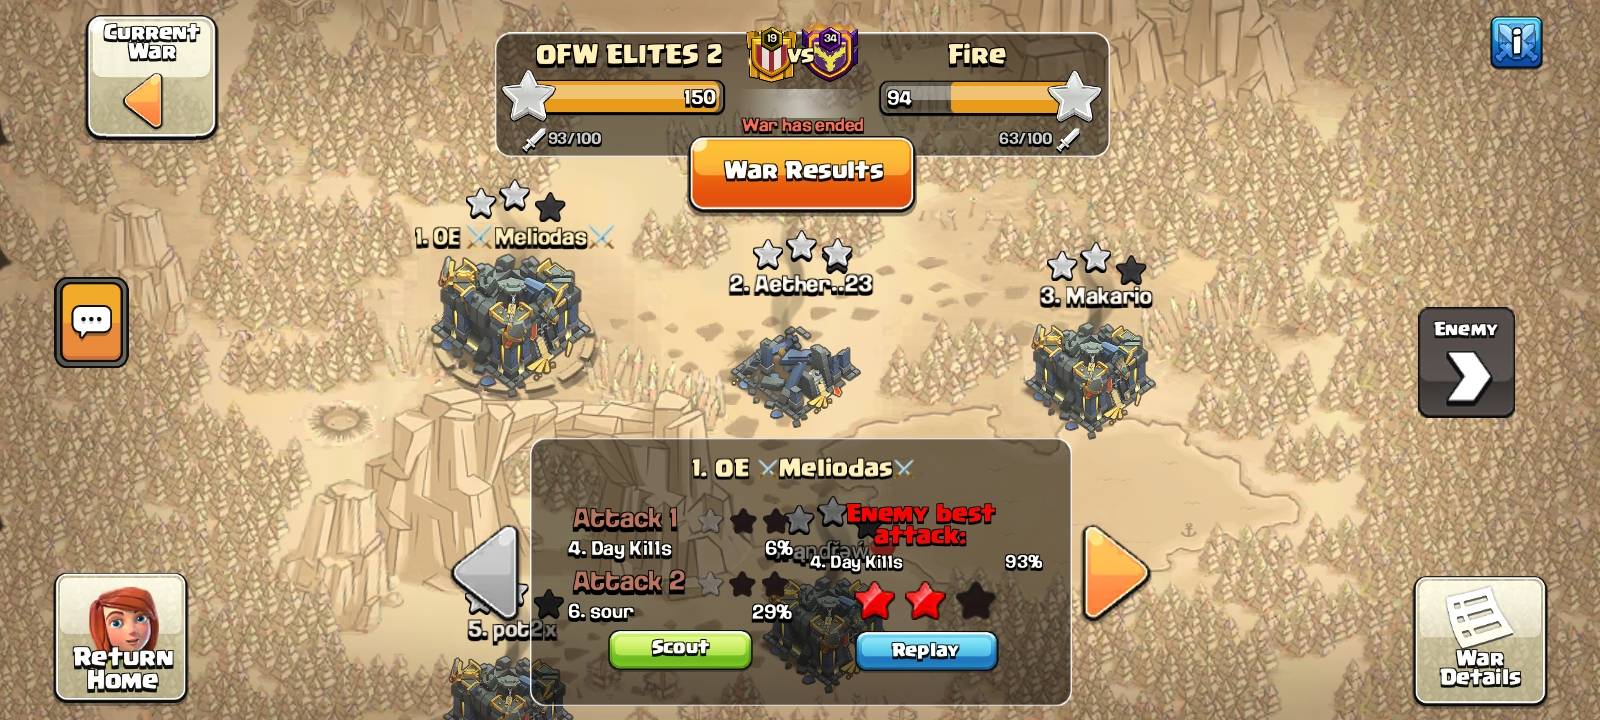 Current
War
OFW ELITES 2
19
vs
34
Fire
150
94
93/100
War has ended
63/100
War Results
1. OE ⚔Meliodas⚔
2. Aether..23
3. Makario
Enemy
1. OE ⚔Meliodas⚔
Attack 1
4. Day Kills
6%
Attack 2
6. sour
29%
Enemy best
attack:
4. Day Kills
93%
Scout
Replay
5. pot2x
Return
Home
War
Details